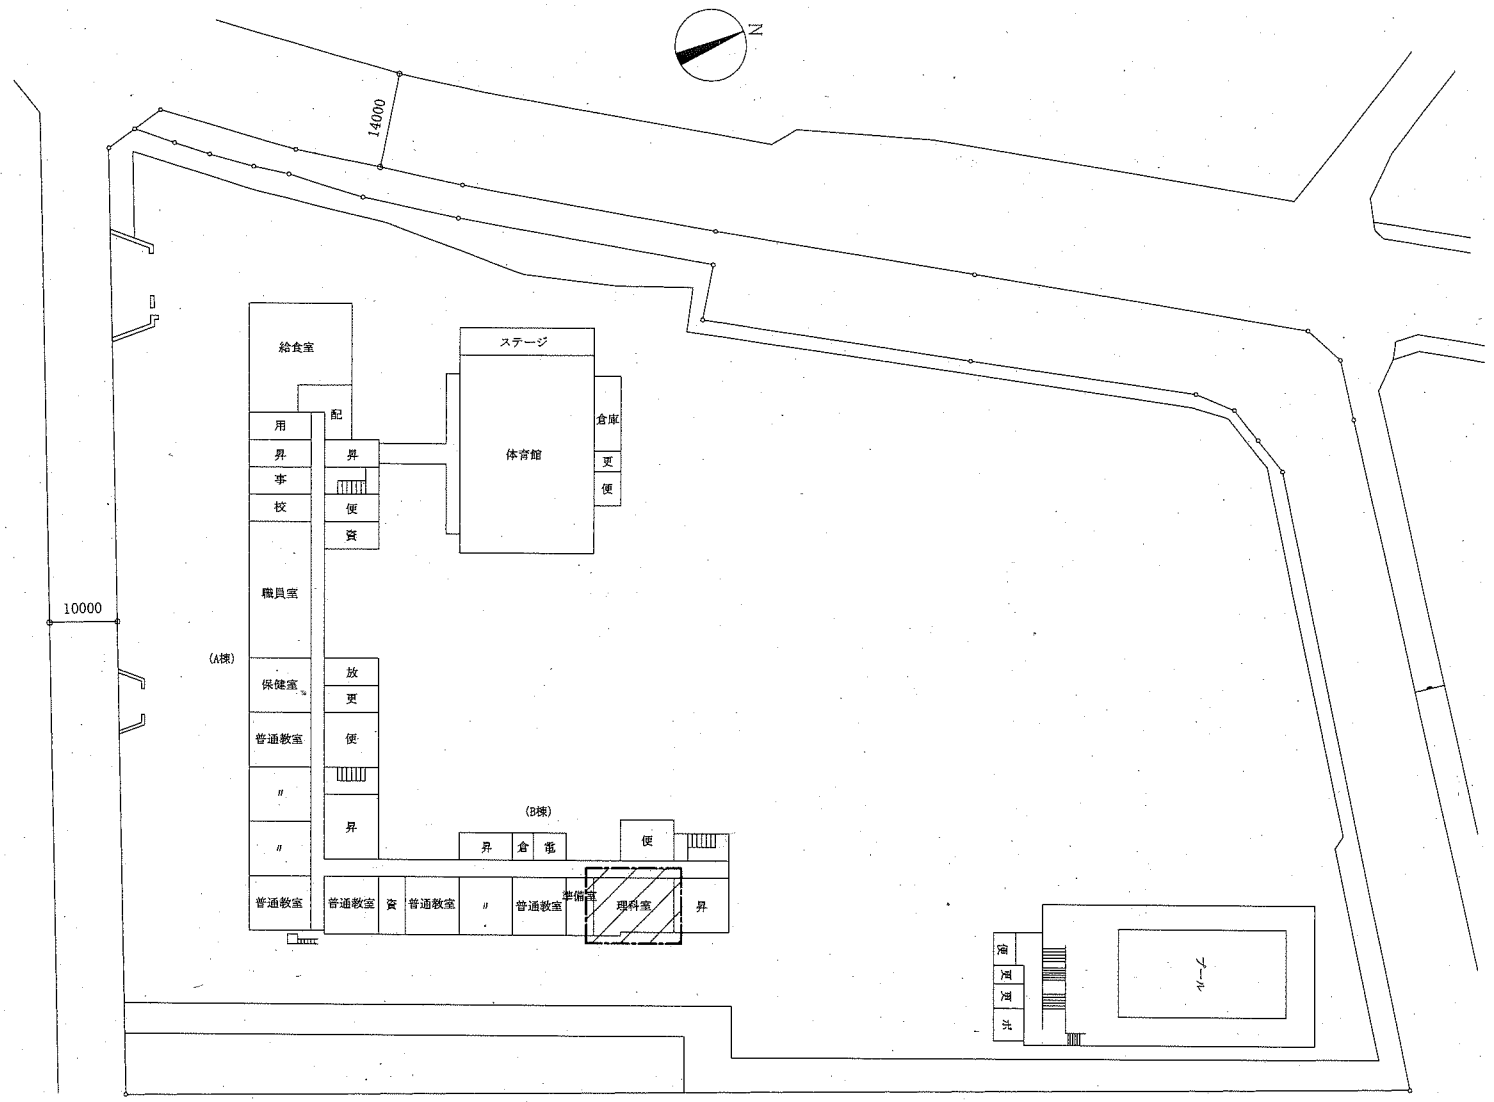 N
14000
給食室
ステージ
配
用
倉庫
昇
昇
体育館
更
事
便
校
便
資
職員室
10000
(A棟)
放
保健室
更
普通教室
便
〃
(B棟)
昇
昇
倉
電
便
〃
準備室
普通教室
普通教室
資
普通教室
〃
普通教室
理科室
昇
便
更
更
ポ
プール